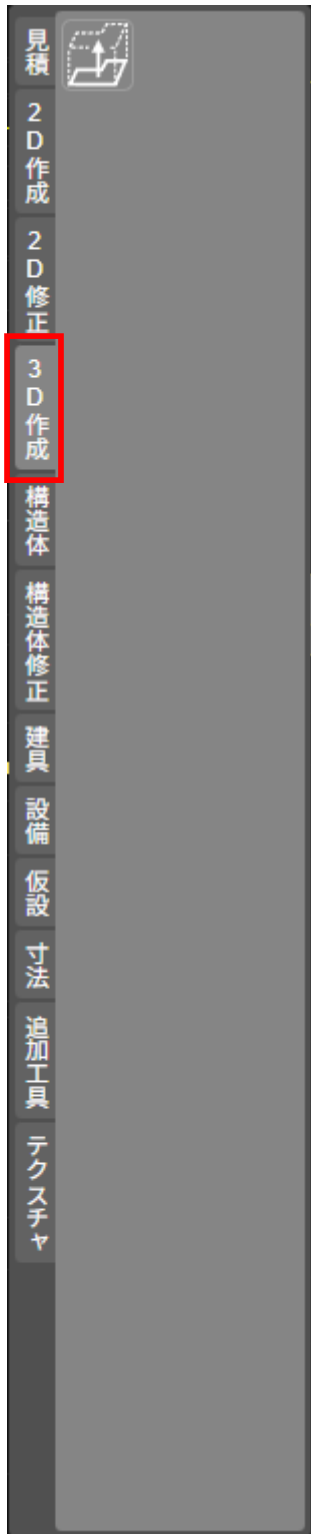 見積
2D作成
2D修正
3D作成
構造体
構造体修正
建具
設備
仮設
寸法
追加工具
テクスチャ